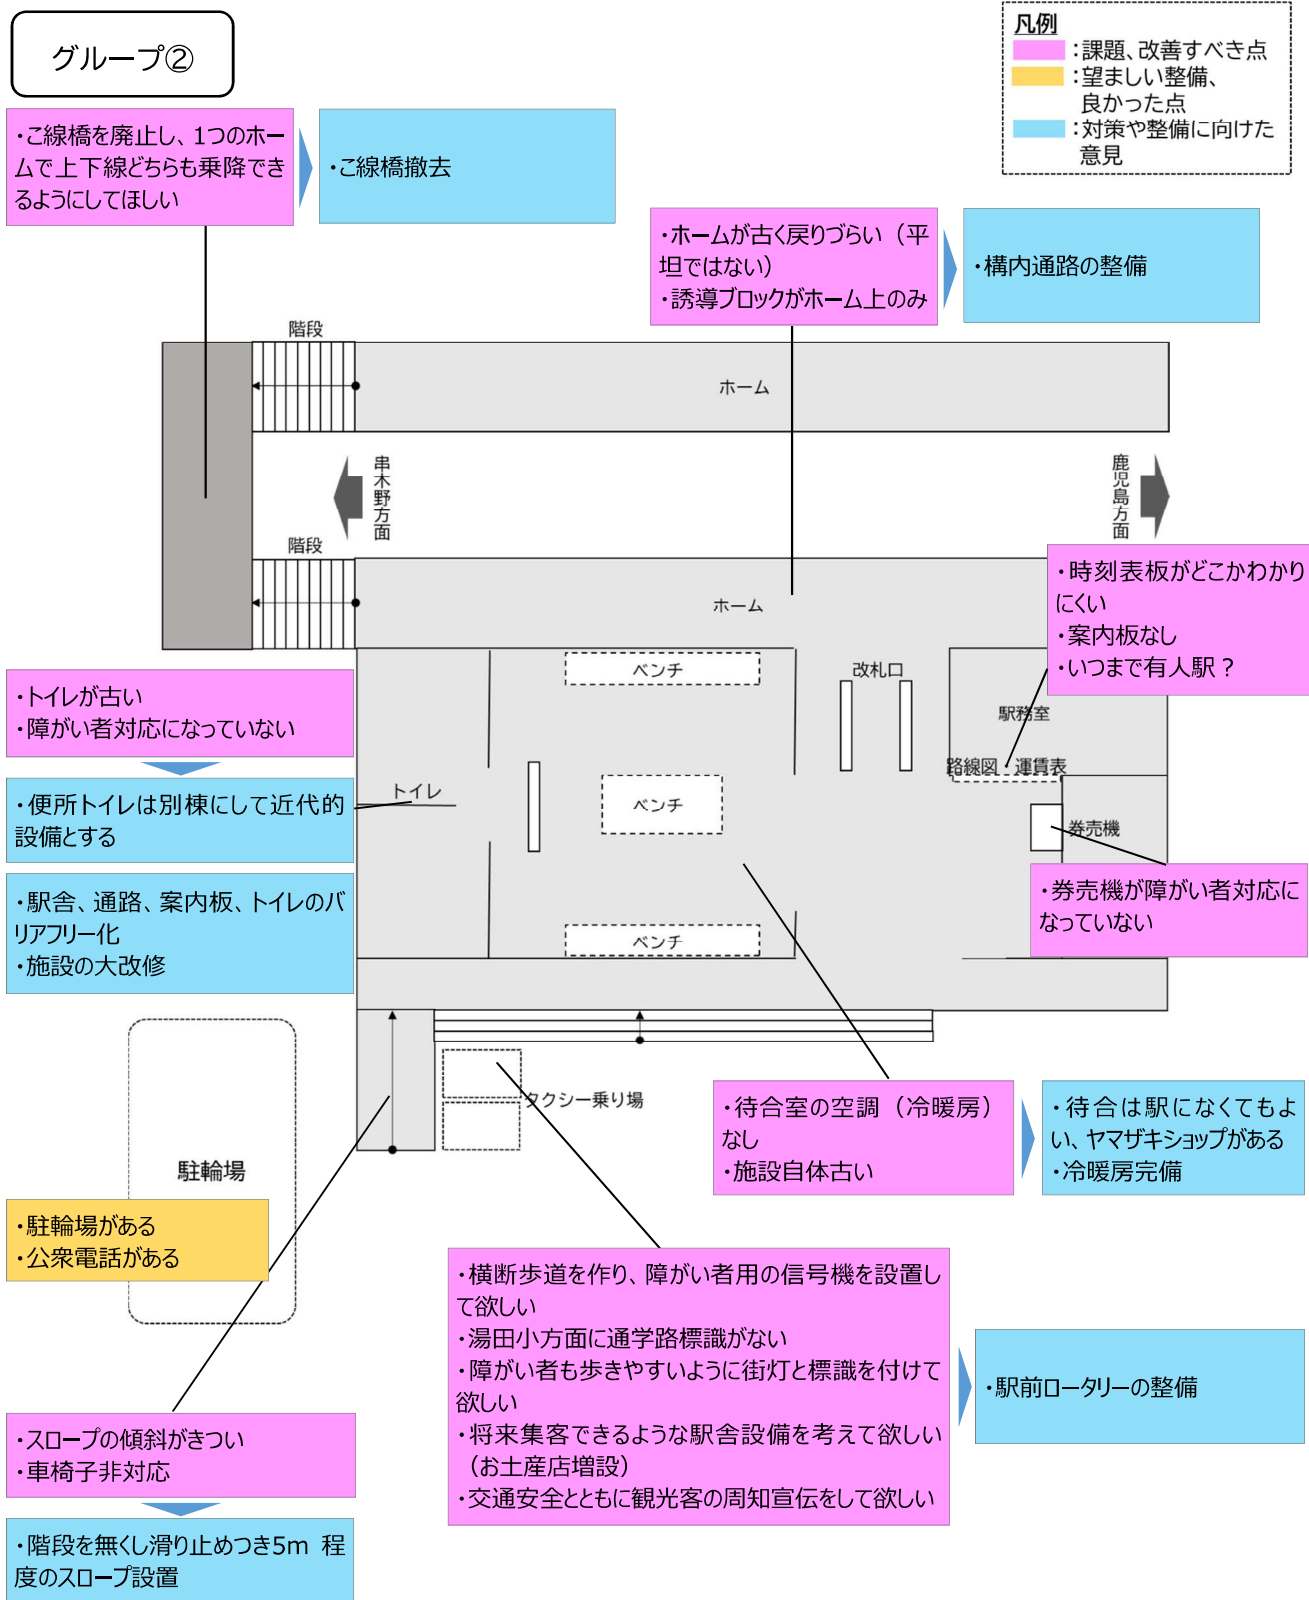 グループ②
凡例
：課題、改善すべき点
：望ましい整備、
良かった点
：対策や整備に向けた
意見
・こ線橋を廃止し、1つのホー
ムで上下線どちらも乗降でき
るようにしてほしい
・こ線橋撤去
・ホームが古く戻りづらい（平
坦ではない）
・誘導ブロックがホーム上のみ
・構内通路の整備
階段
ホーム
串木野方面
鹿児島方面
階段
ホーム
・時刻表板がどこかわかり
にくい
・案内板なし
・いつまで有人駅？
ベンチ
改札口
駅務室
路線図・運賃表
・トイレが古い
・障がい者対応になっていない
・便所トイレは別棟にして近代的
設備とする
トイレ
ベンチ
券売機
・券売機が障がい者対応に
なっていない
・駅舎、通路、案内板、トイレのバ
リアフリー化
・施設の大改修
ベンチ
タクシー乗り場
駐輪場
・待合室の空調（冷暖房）
なし
・施設自体古い
・待合は駅になくてもよ
い、ヤマザキショップがある
・冷暖房完備
・駐輪場がある
・公衆電話がある
・横断歩道を作り、障がい者用の信号機を設置し
て欲しい
・湯田小方面に通学路標識がない
・障がい者も歩きやすいように街灯と標識を付けて
欲しい
・将来集客できるような駅舎設備を考えて欲しい
（お土産店増設）
・交通安全とともに観光客の周知宣伝をして欲しい
・駅前ロータリーの整備
・スロープの傾斜がきつい
・車椅子非対応
・階段を無くし滑り止めつき5m 程
度のスロープ設置